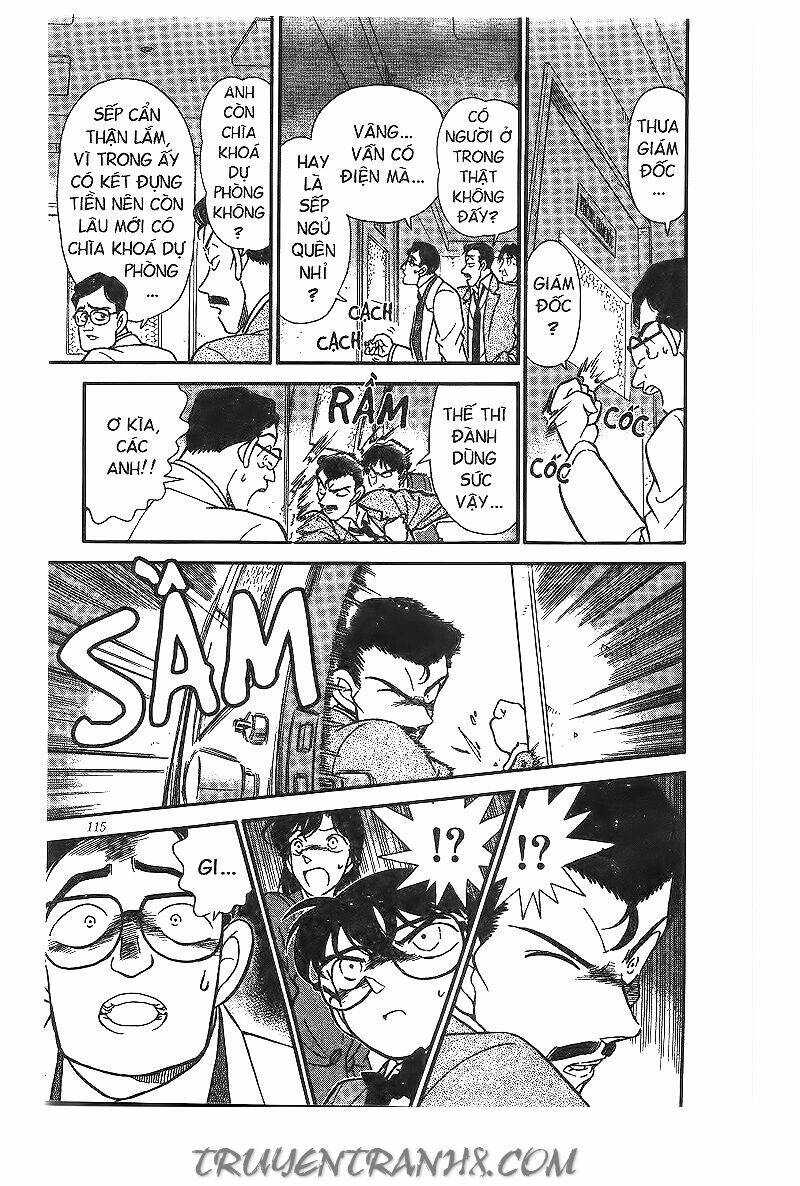 THƯA
GIÁM
ĐỐC
...
GIÁM
ĐỐC
?
CỐC
CỐC
CÓ
NGƯỜI Ở
TRONG
THẬT
KHÔNG
ĐẤY?
VÂNG...
VẪN CÓ
ĐIỆN MÀ...
HAY
LÀ
SẾP
NGỦ
QUÊN
NHỈ
?
CẠCH
CẠCH
ANH
CÒN
CHÌA
KHOÁ
DỰ
PHÒNG
KHÔNG?
SẾP CẨN
THẬN LẮM,
VÌ TRONG ẤY
CÓ KÉT ĐỰNG
TIỀN NÊN CÒN
LÂU MỚI CÓ
CHÌA KHOÁ DỰ
PHÒNG
...
THẾ THÌ
ĐÀNH
DÙNG
SỨC
VẬY...
RẦM
Ơ KÌA,
CÁC
ANH!!
SẦM
115
!?
!?
GI...
TRUYENTRANH8.COM